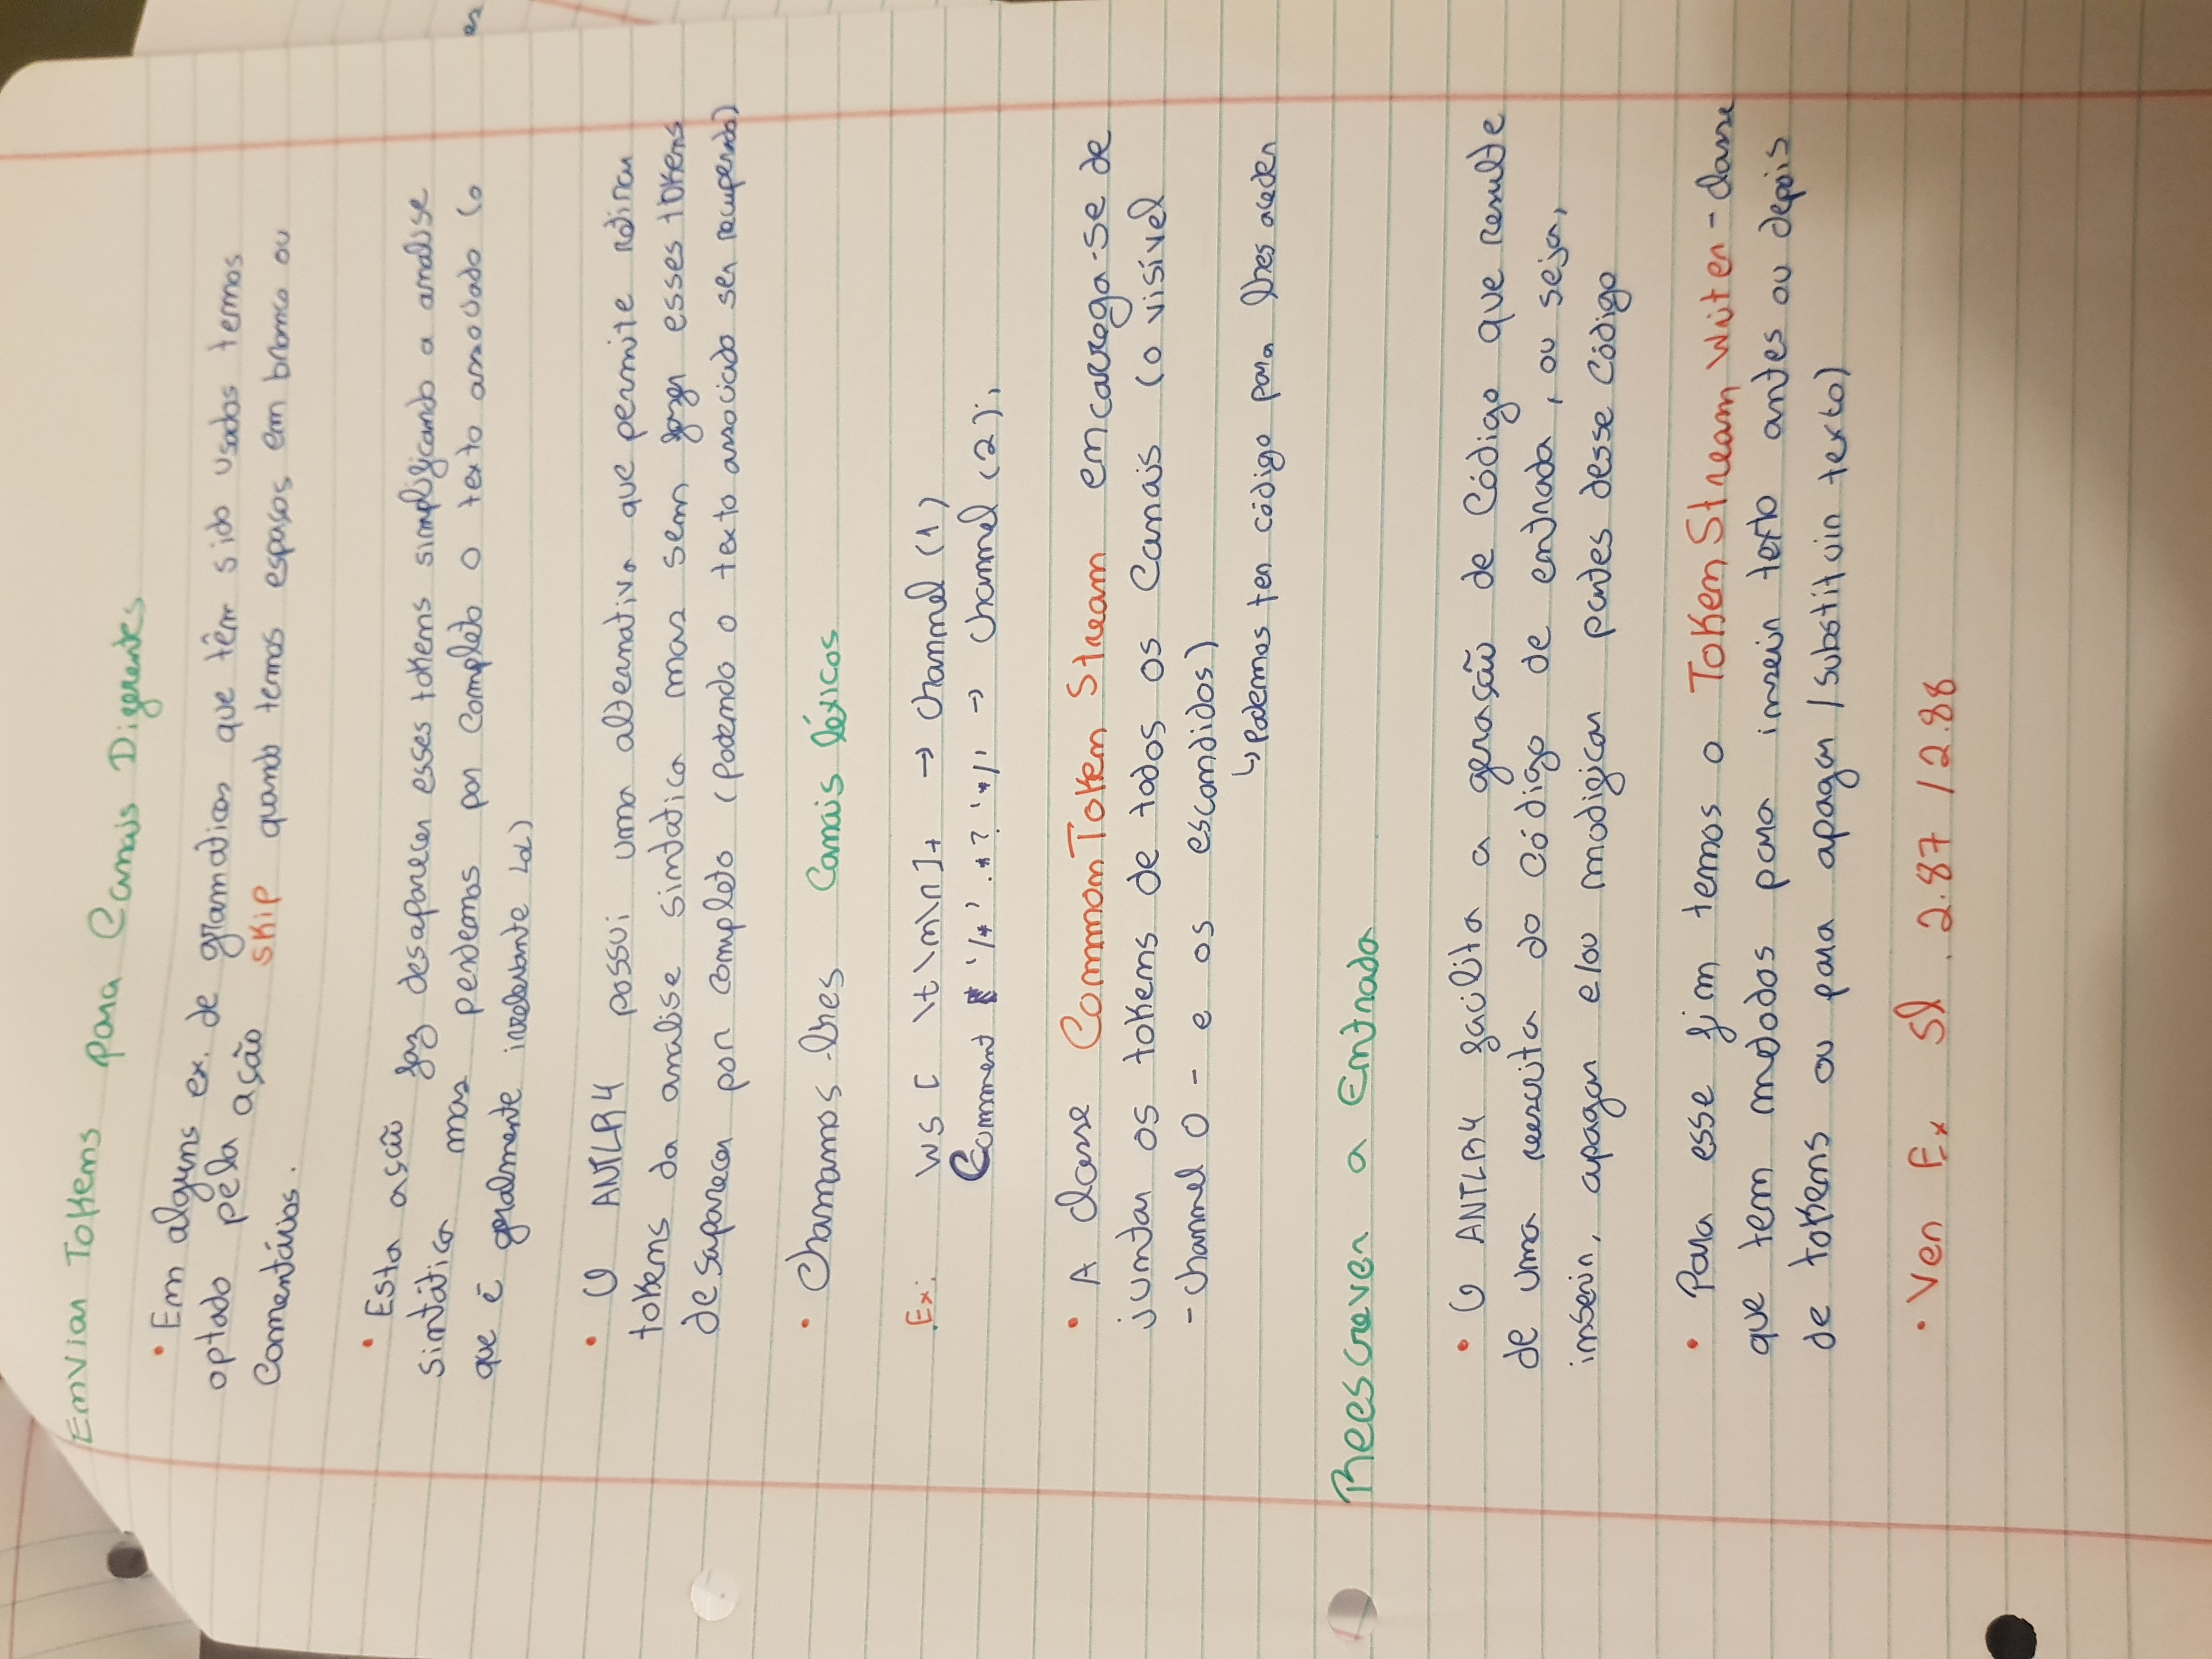 Enviar Tokens para Canais Diferentes
• Em alguns ex. de gramaticas que têm sido usados temos
optado pela ação skip quando temos espaços em branco ou
Comentários.
• Esta ação faz desaparecer esses tokens simplificando a analise
sintática mas perdemos por completo o texto associado (o
que é geralmente irrelevante lol)
• O ANTLR4 possui uma alternativa que permite retirar
tokens da analise sintatica mas sem fazer esses tokens
desaparecer por completo (podendo o texto associado ser recuperado)
• Chamamos-lhes Canais léxicos
Ex: WS [ \t\r\n]+ → channel (1)
Comment '/*' .*? '*/' → channel (2);
• A classe CommonTokenStream encarrega-se de
juntar os tokens de todos os Canais (o visível
- channel 0 - e os escondidos)
↳ Podemos ter código para lhes aceder
Reescrever a Entrada
• O ANTLR4 facilita a geração de Código que resulte
de uma reescrita do código de entrada, ou seja,
inserir, apagar e/ou modificar partes desse código
• Para esse fim temos o TokenStreamWriter - classe
que tem métodos para inserir texto antes ou depois
de tokens ou para apagar /substituir texto)
• Ver Ex Sl. 2.87 / 2.88
es